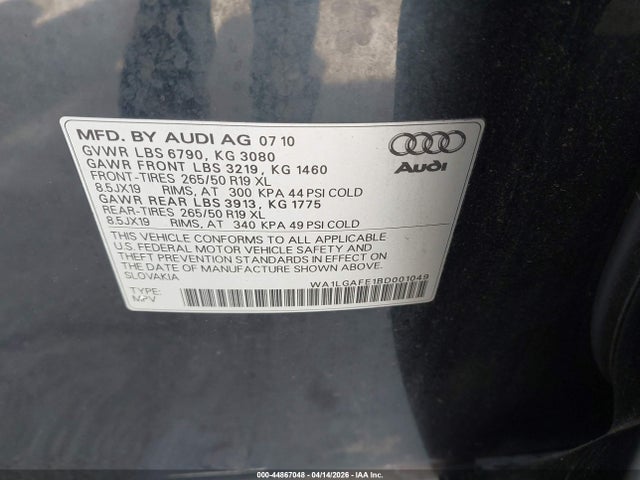 MFD. BY AUDI AG 07 10
GVWR LBS 6790, KG 3080
GAWR FRONT LBS 3219, KG 1460
FRONT-TIRES 265/50 R19 XL
8.5JX19 RIMS, AT 300 KPA 44 PSI COLD
GAWR REAR LBS 3913, KG 1775
REAR-TIRES 265/50 R19 XL
8.5JX19 RIMS, AT 340 KPA 49 PSI COLD
Audi
THIS VEHICLE CONFORMS TO ALL APPLICABLE
U.S. FEDERAL MOTOR VEHICLE SAFETY AND
THEFT PREVENTION STANDARDS IN EFFECT ON
THE DATE OF MANUFACTURE SHOWN ABOVE.
SLOVAKIA
WA1LGAFE1BD001049
TYPE:
MPV
000-44867048 - 04/14/2026 - IAA Inc.